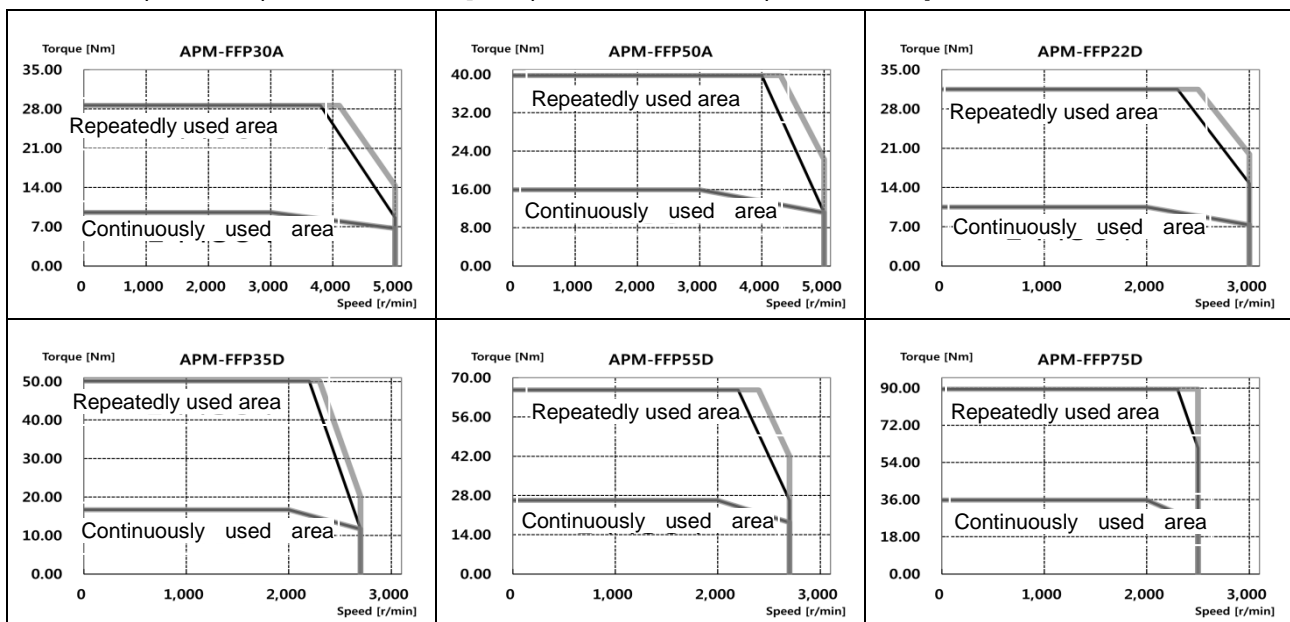 Torque [Nm] APM-FFP30A
35.00
28.00
Repeatedly used area
21.00
14.00
7.00
Continuously used area
0.00
0 1,000 2,000 3,000 4,000 5,000
Speed [r/min]
Torque [Nm] APM-FFP50A
40.00
Repeatedly used area
32.00
24.00
16.00
Continuously used area
8.00
0.00
0 1,000 2,000 3,000 4,000 5,000
Speed [r/min]
Torque [Nm] APM-FFP22D
35.00
28.00
Repeatedly used area
21.00
14.00
7.00
Continuously used area
0.00
0 1,000 2,000 3,000
Speed [r/min]
Torque [Nm] APM-FFP35D
50.00
Repeatedly used area
40.00
30.00
20.00
Continuously used area
10.00
0.00
0 1,000 2,000 3,000
Speed [r/min]
Torque [Nm] APM-FFP55D
70.00
Repeatedly used area
56.00
42.00
28.00
Continuously used area
14.00
0.00
0 1,000 2,000 3,000
Speed [r/min]
Torque [Nm] APM-FFP75D
90.00
Repeatedly used area
72.00
54.00
36.00
Continuously used area
18.00
0.00
0 1,000 2,000 3,000
Speed [r/min]